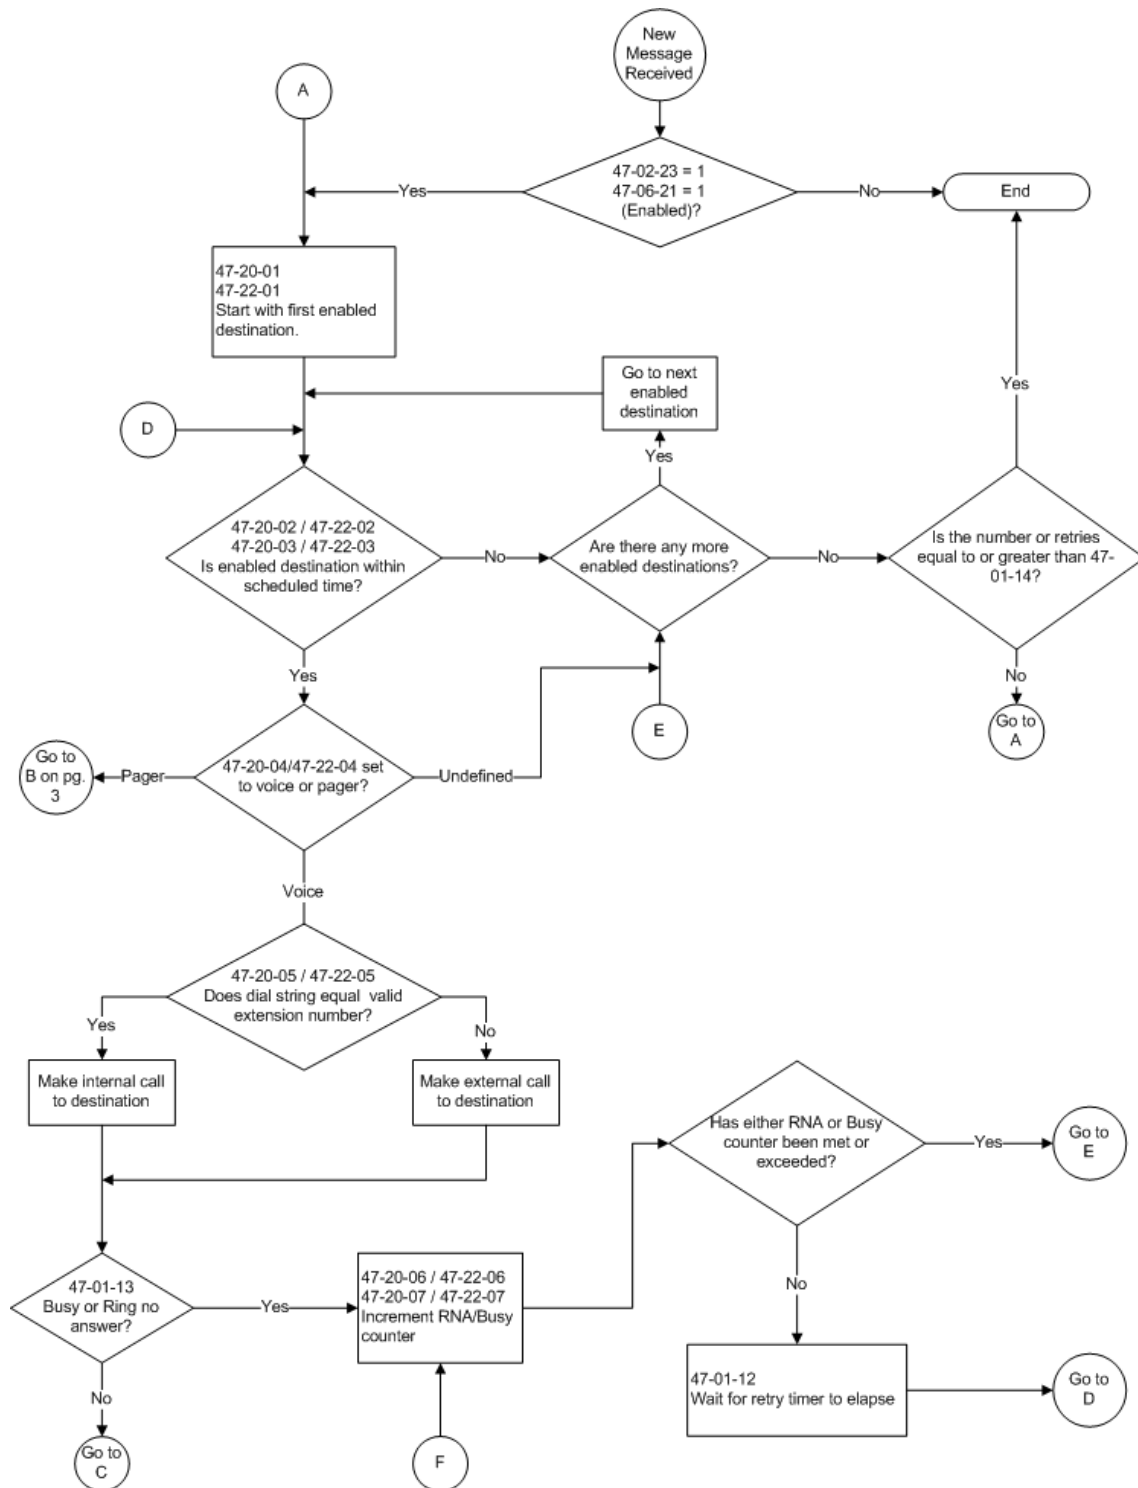 New
Message
Received
A
47-02-23 = 1
47-06-21 = 1
(Enabled)?
Yes
No
End
47-20-01
47-22-01
Start with first enabled
destination.
Go to next
enabled
destination
Yes
D
Yes
47-20-02 / 47-22-02
47-20-03 / 47-22-03
Is enabled destination within
scheduled time?
No
Are there any more
enabled destinations?
No
Is the number or retries
equal to or greater than 47-
01-14?
Yes
No
E
Go to
A
Go to
B on pg.
3
Pager
47-20-04/47-22-04 set
to voice or pager?
Undefined
Voice
47-20-05 / 47-22-05
Does dial string equal  valid
extension number?
Yes
No
Make internal call
to destination
Make external call
to destination
Has either RNA or Busy
counter been met or
exceeded?
Yes
Go to
E
No
47-01-13
Busy or Ring no
answer?
Yes
47-20-06 / 47-22-06
47-20-07 / 47-22-07
Increment RNA/Busy
counter
47-01-12
Wait for retry timer to elapse
Go to
D
No
Go to
C
F